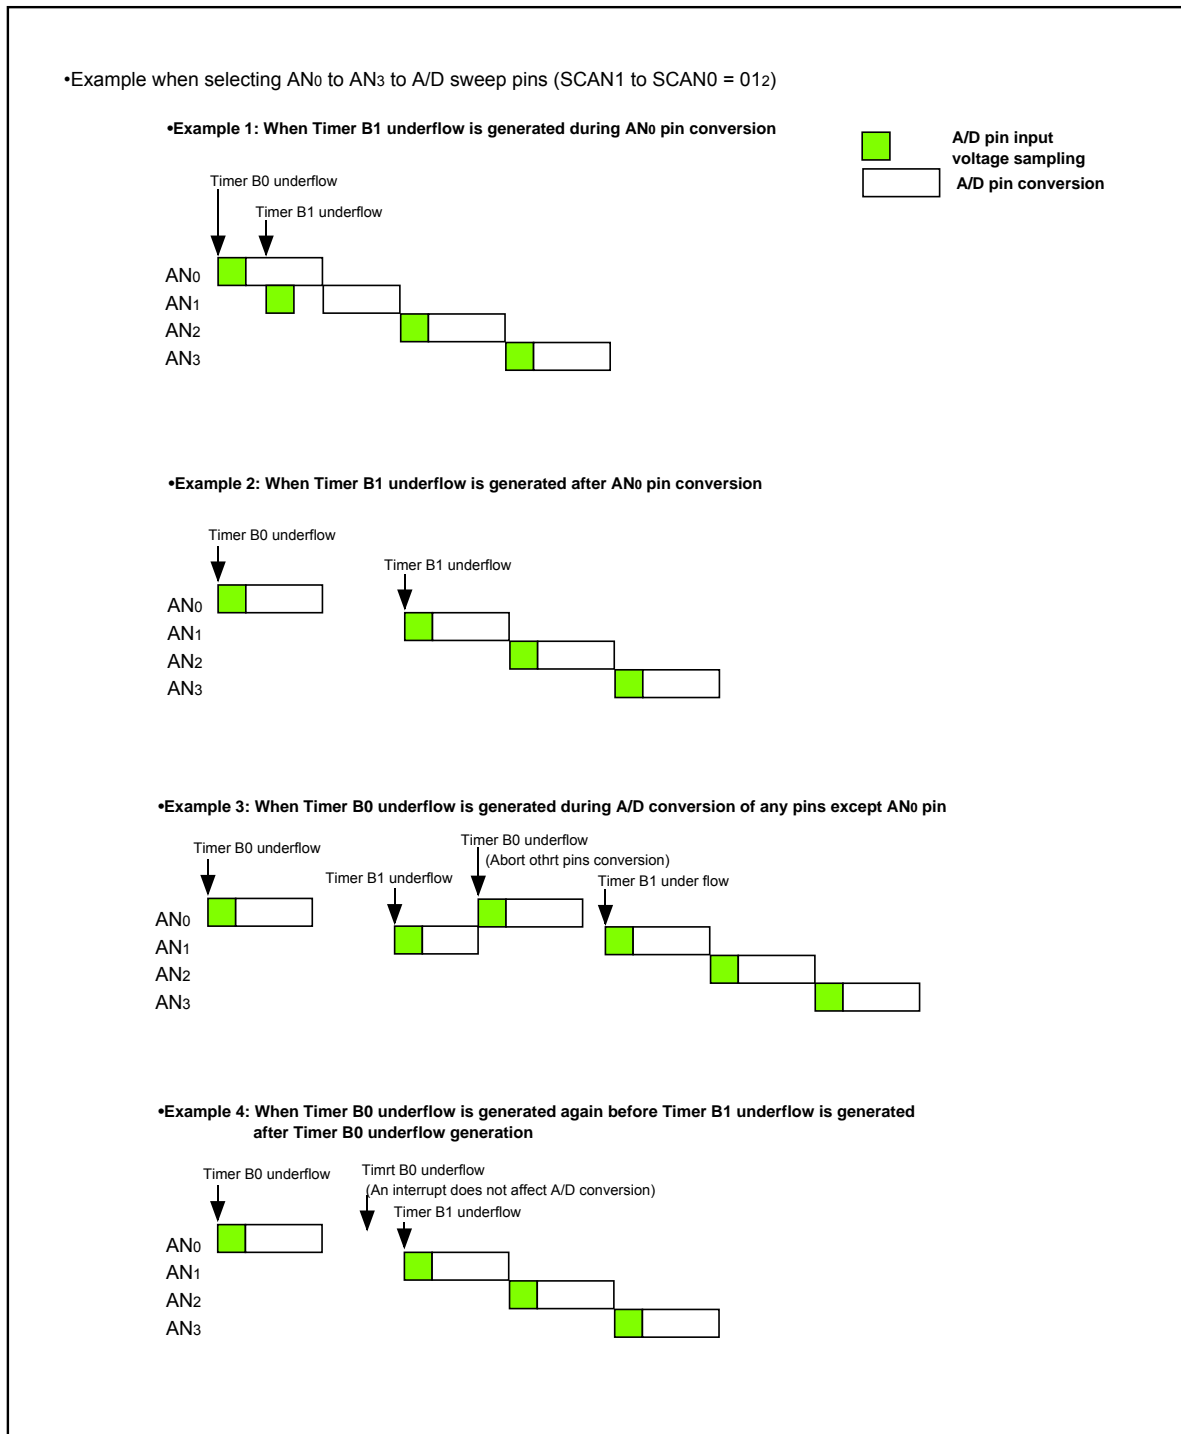 •Example when selecting AN0 to AN3 to A/D sweep pins (SCAN1 to SCAN0 = 012)
•Example 1: When Timer B1 underflow is generated during AN0 pin conversion
A/D pin input
voltage sampling
A/D pin conversion
Timer B0 underflow
Timer B1 underflow
AN0
AN1
AN2
AN3
•Example 2: When Timer B1 underflow is generated after AN0 pin conversion
Timer B0 underflow
Timer B1 underflow
AN0
AN1
AN2
AN3
•Example 3: When Timer B0 underflow is generated during A/D conversion of any pins except AN0 pin
Timer B0 underflow
Timer B0 underflow
(Abort othrt pins conversion)
Timer B1 underflow
Timer B1 under flow
AN0
AN1
AN2
AN3
•Example 4: When Timer B0 underflow is generated again before Timer B1 underflow is generated
after Timer B0 underflow generation
Timer B0 underflow
Timrt B0 underflow
(An interrupt does not affect A/D conversion)
Timer B1 underflow
AN0
AN1
AN2
AN3